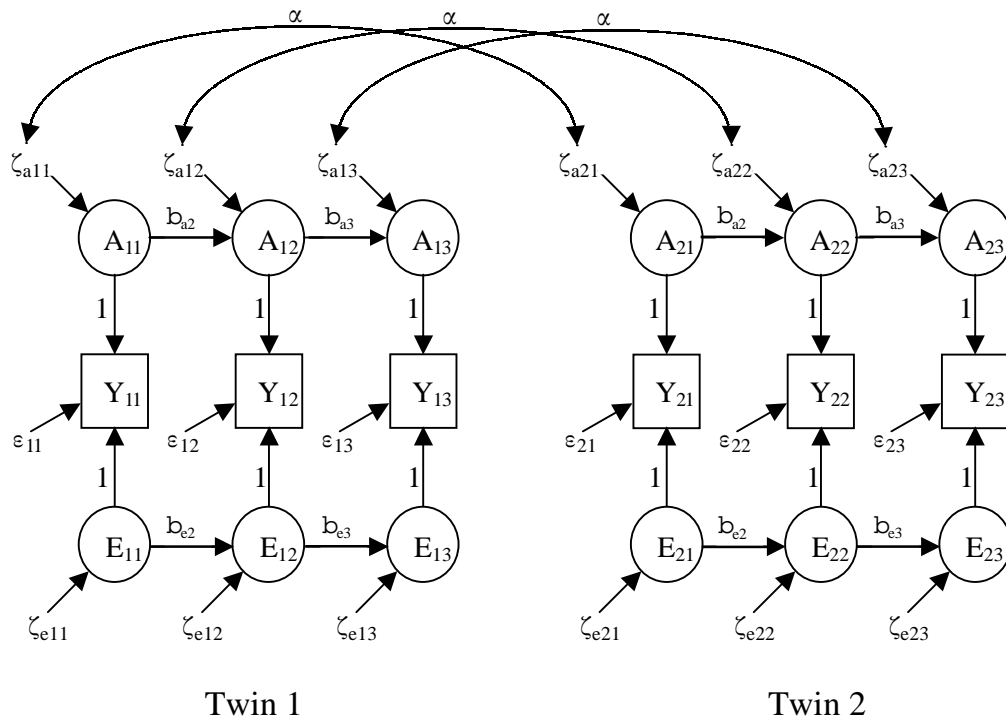 α α α
ζa11 ζa12 ζa13 ζa21 ζa22 ζa23
A11 ba2 A12 ba3 A13 A21 ba2 A22 ba3 A23
1 1 1 1 1 1
Y11 Y12 Y13 Y21 Y22 Y23
ε11 ε12 ε13 ε21 ε22 ε23
1 1 1 1 1 1
E11 be2 E12 be3 E13 E21 be2 E22 be3 E23
ζe11 ζe12 ζe13 ζe21 ζe22 ζe23
Twin 1 Twin 2